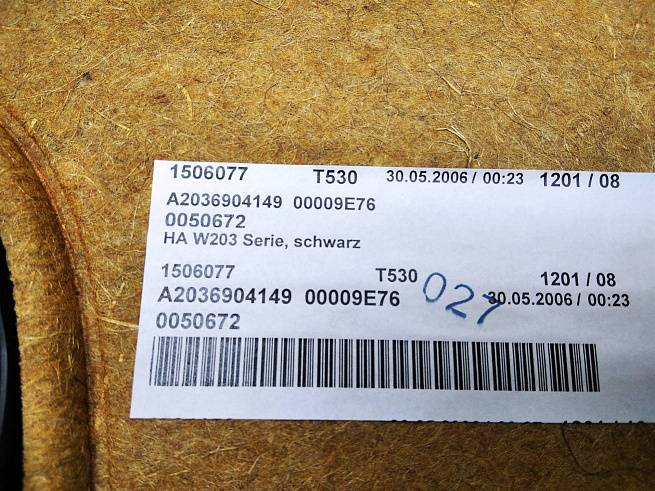 1506077 T530 30.05.2006 / 00:23 1201 / 08
A2036904149 00009E76
0050672
HA W203 Serie, schwarz
1506077 T530 1201 / 08
A2036904149 00009E76 027 30.05.2006 / 00:23
0050672